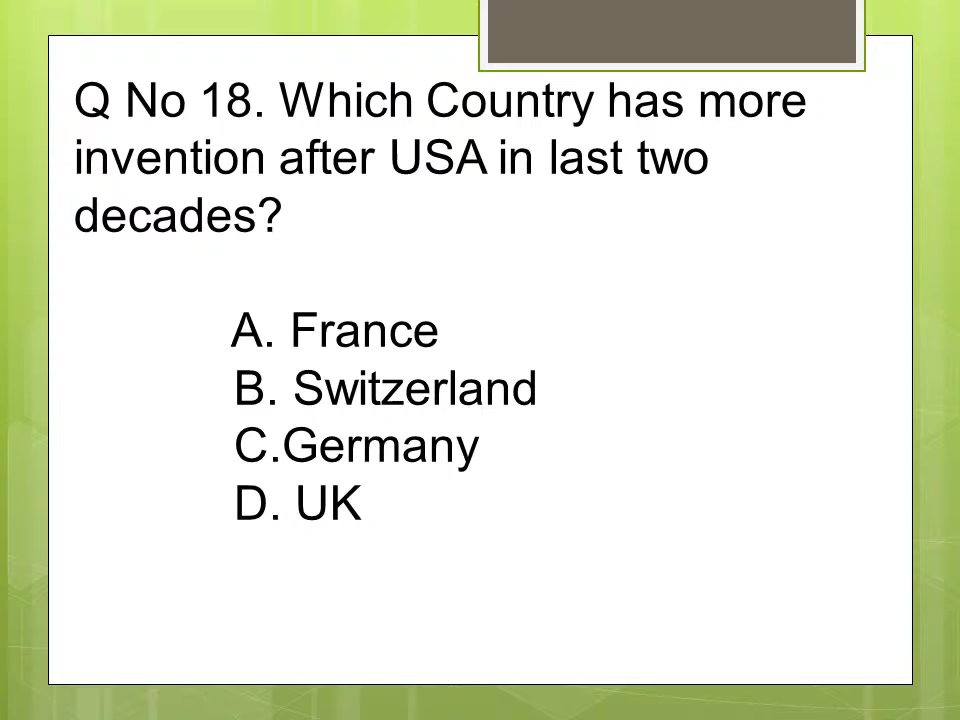 Q No 18. Which Country has more
invention after USA in last two
decades?
A. France
B. Switzerland
C.Germany
D. UK